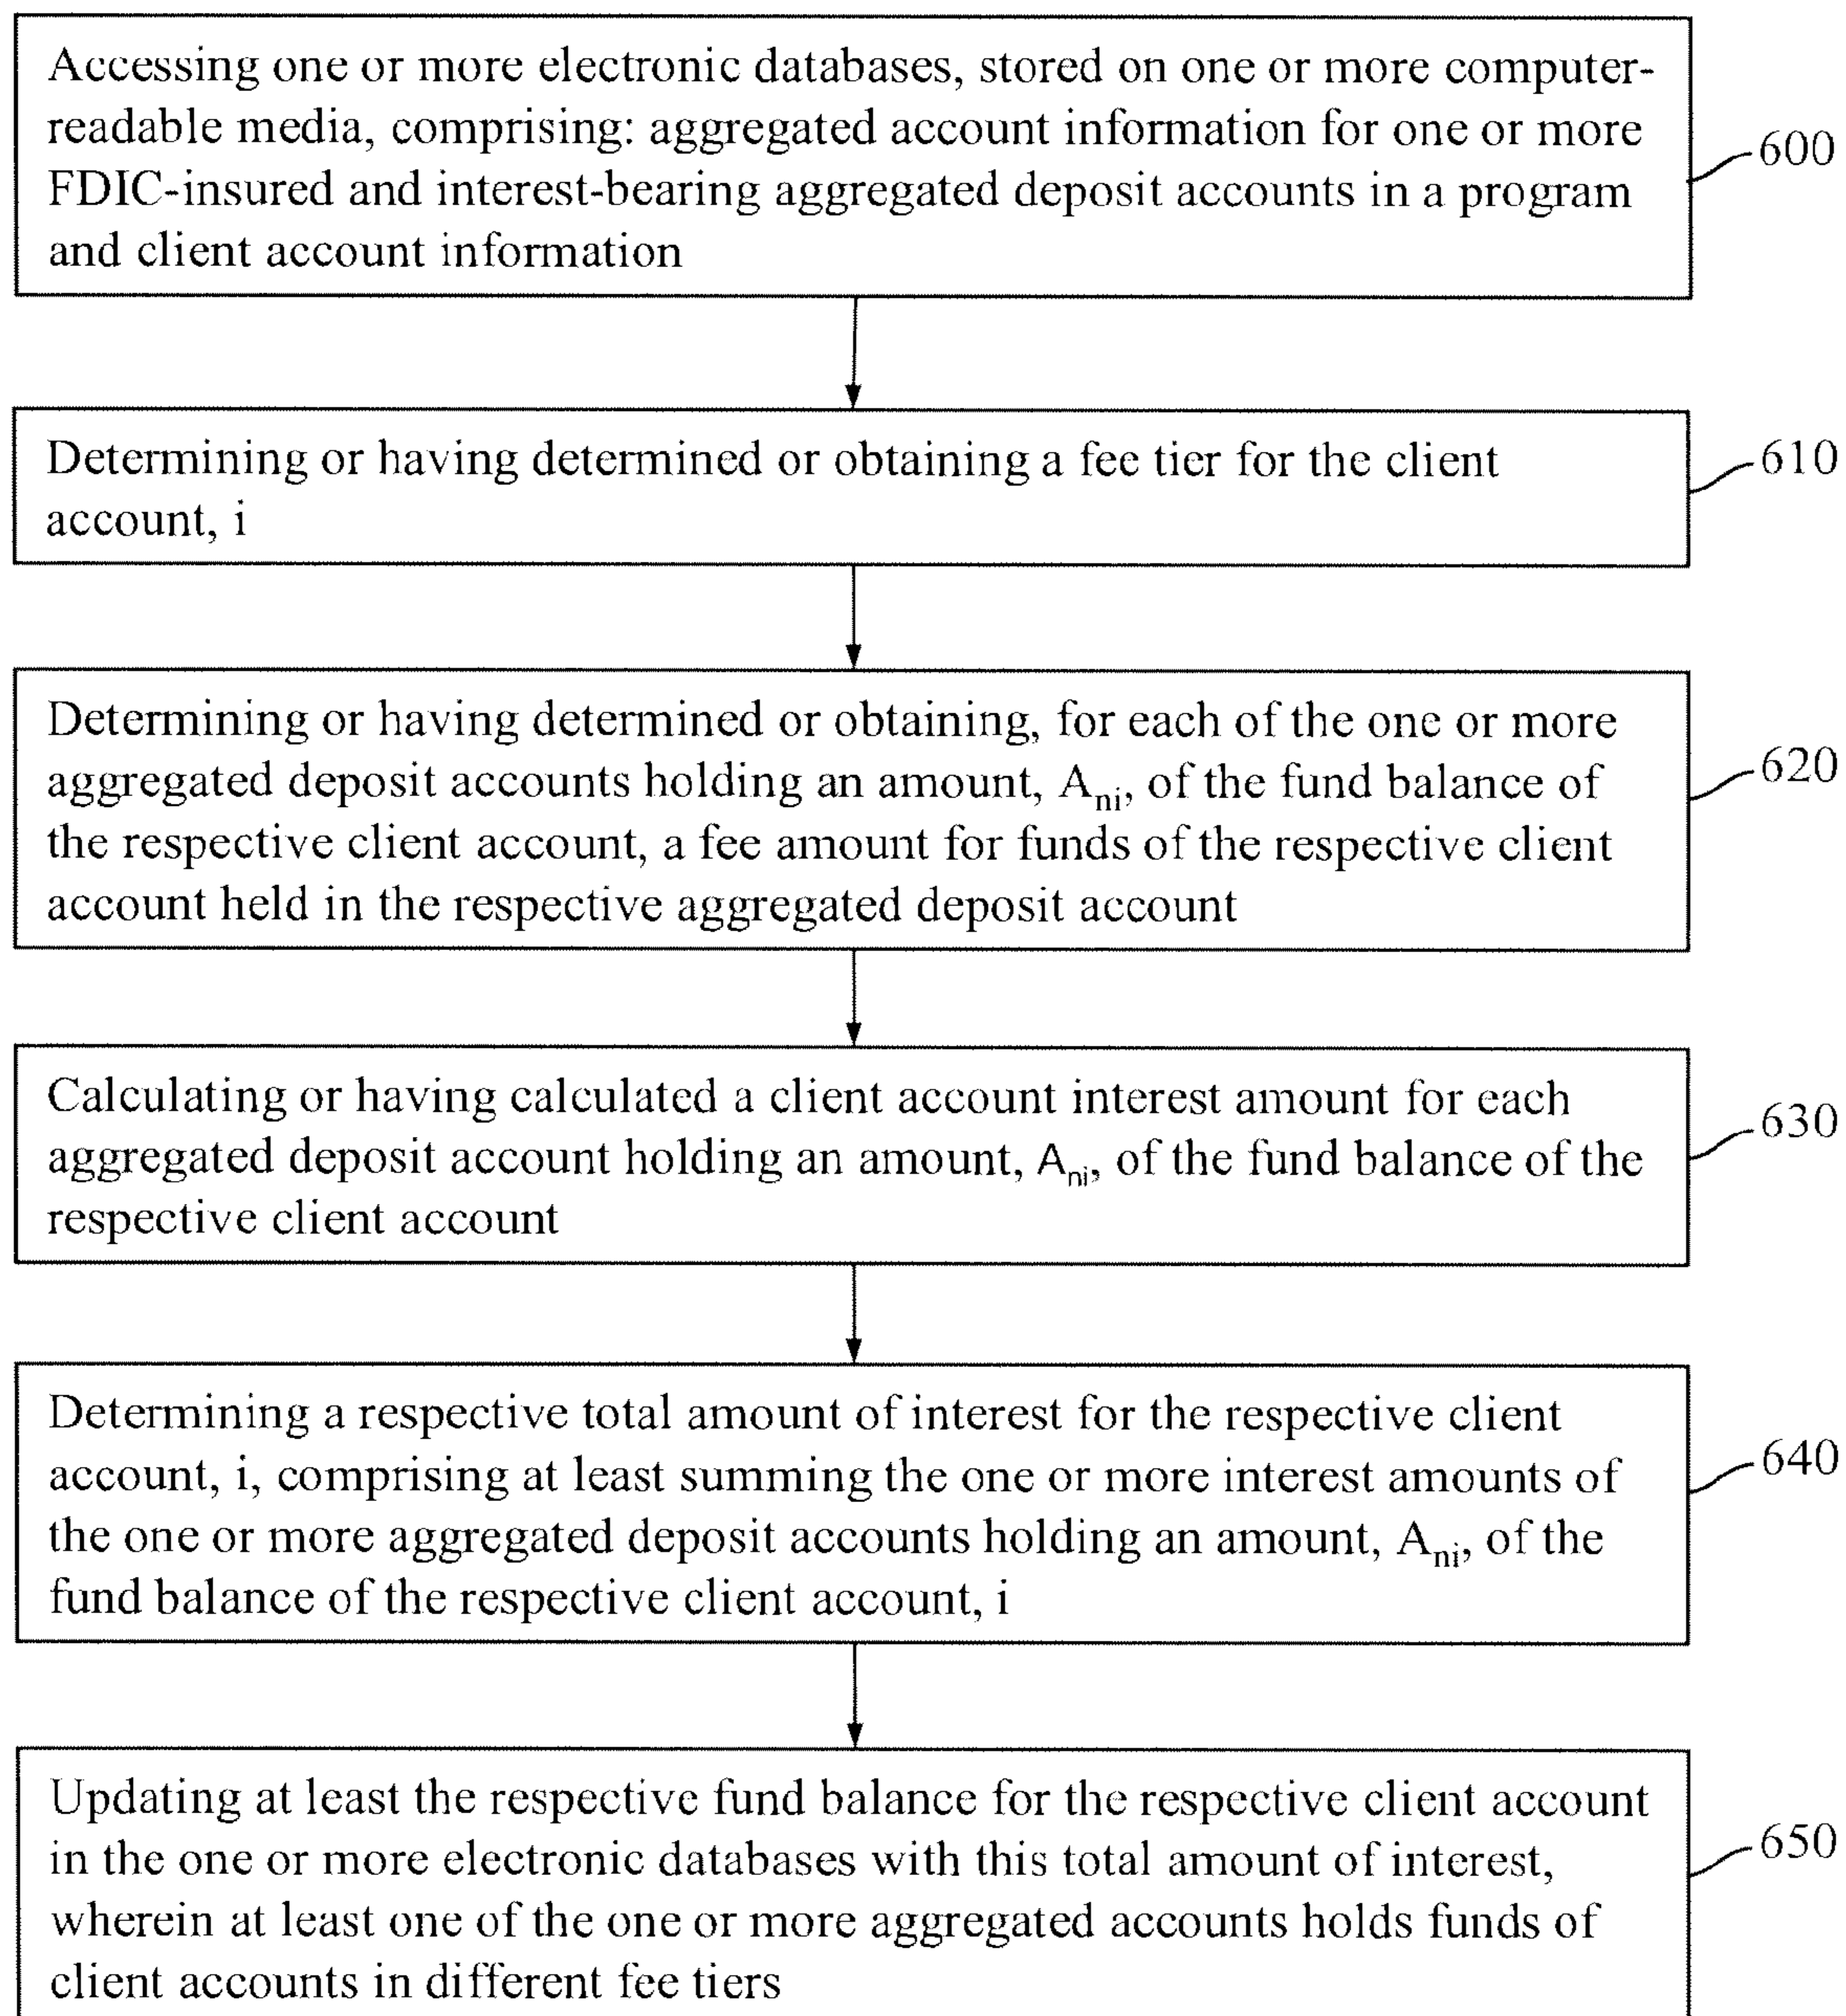 Accessing one or more electronic databases, stored on one or more computer-
readable media, comprising: aggregated account information for one or more
FDIC-insured and interest-bearing aggregated deposit accounts in a program
and client account information
600
Determining or having determined or obtaining a fee tier for the client
account, i
610
Determining or having determined or obtaining, for each of the one or more
aggregated deposit accounts holding an amount, Ani, of the fund balance of
the respective client account, a fee amount for funds of the respective client
account held in the respective aggregated deposit account
620
Calculating or having calculated a client account interest amount for each
aggregated deposit account holding an amount, Ani, of the fund balance of the
respective client account
630
Determining a respective total amount of interest for the respective client
account, i, comprising at least summing the one or more interest amounts of
the one or more aggregated deposit accounts holding an amount, Ani, of the
fund balance of the respective client account, i
640
Updating at least the respective fund balance for the respective client account
in the one or more electronic databases with this total amount of interest,
wherein at least one of the one or more aggregated accounts holds funds of
client accounts in different fee tiers
650